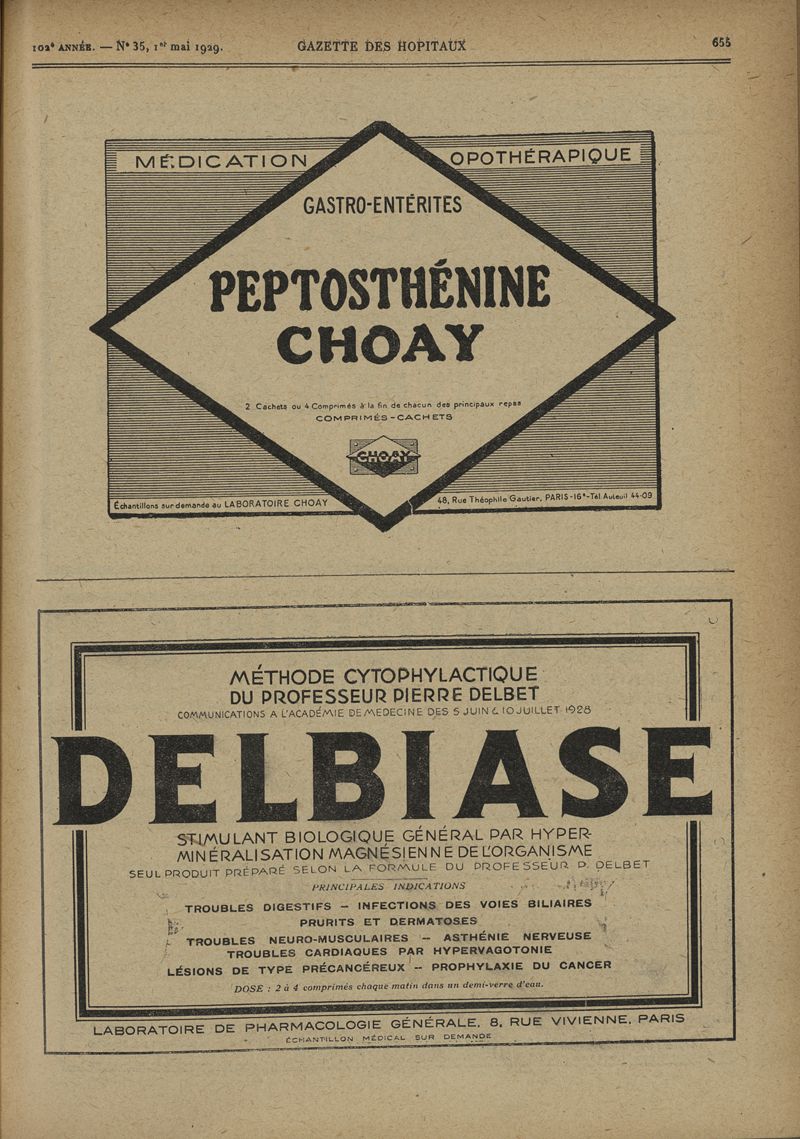 102e ANNÉE. — N° 35, 1er mai 1929.
GAZETTE DES HOPITAUX
655
MÉDICATION
OPOTHÉRAPIQUE
GASTRO-ENTÉRITES
PEPTOSTHÉNINE
CHOAY
2 Cachets ou 4 Comprimés à la fin de chacun des principaux repas
COMPRIMÉS-CACHETS
CHOAY
Échantillons sur demande au LABORATOIRE CHOAY
48, Rue Théophile Gautier, PARIS-16e-Tél. Auteuil 44-09
MÉTHODE CYTOPHYLACTIQUE
DU PROFESSEUR PIERRE DELBET
COMMUNICATIONS A L'ACADÉMIE DE MEDECINE DES 5 JUIN & 10 JUILLET 1928
DELBIASE
STIMULANT BIOLOGIQUE GÉNÉRAL PAR HYPER-
MINÉRALISATION MAGNÉSIENNE DE L'ORGANISME
SEUL PRODUIT PRÉPARÉ SELON LA FORMULE DU PROFESSEUR P. DELBET
PRINCIPALES INDICATIONS
TROUBLES DIGESTIFS — INFECTIONS DES VOIES BILIAIRES
PRURITS ET DERMATOSES
TROUBLES NEURO-MUSCULAIRES — ASTHÉNIE NERVEUSE
TROUBLES CARDIAQUES PAR HYPERVAGOTONIE
LÉSIONS DE TYPE PRÉCANCÉREUX — PROPHYLAXIE DU CANCER
DOSE : 2 à 4 comprimés chaque matin dans un demi-verre d'eau.
LABORATOIRE DE PHARMACOLOGIE GÉNÉRALE, 8, RUE VIVIENNE, PARIS
ÉCHANTILLON MÉDICAL SUR DEMANDE